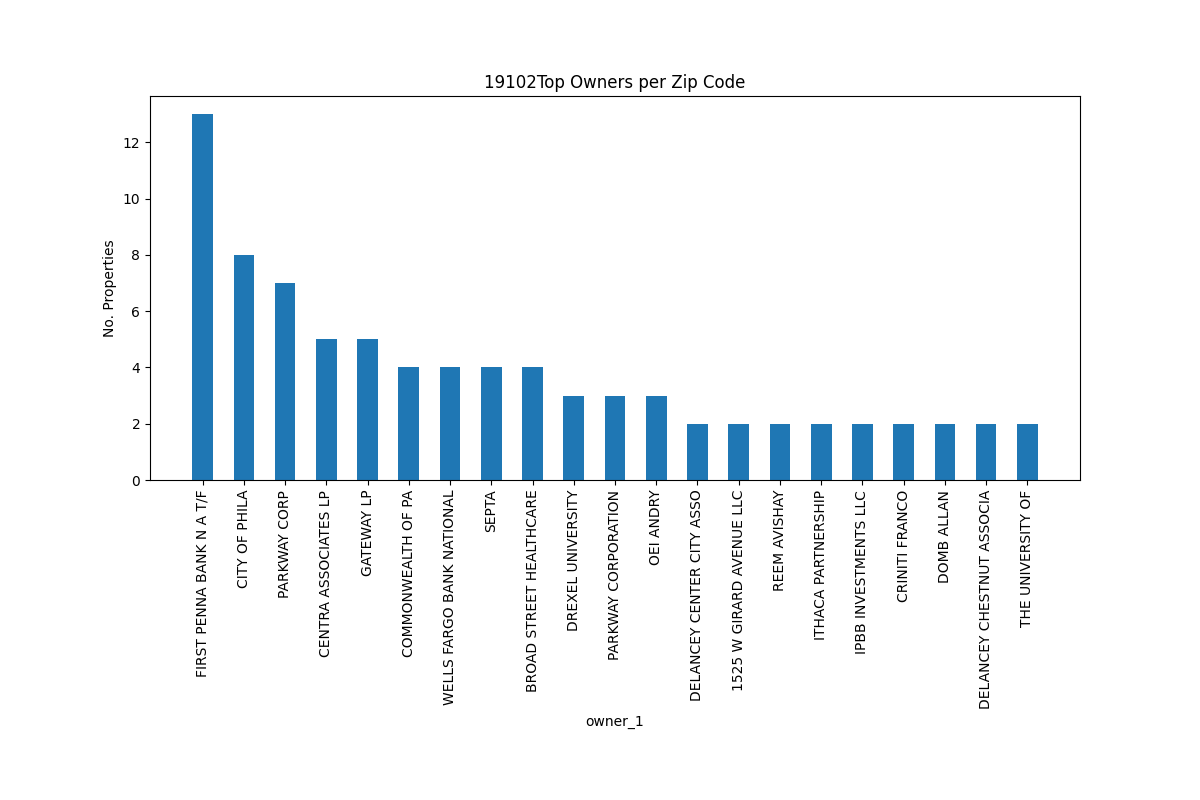 19102Top Owners per Zip Code
No. Properties
12
10
8
6
4
2
0
FIRST PENNA BANK N A T/F
CITY OF PHILA
PARKWAY CORP
CENTRA ASSOCIATES LP
GATEWAY LP
COMMONWEALTH OF PA
WELLS FARGO BANK NATIONAL
SEPTA
BROAD STREET HEALTHCARE
DREXEL UNIVERSITY
PARKWAY CORPORATION
OEI ANDRY
DELANCEY CENTER CITY ASSO
1525 W GIRARD AVENUE LLC
REEM AVISHAY
ITHACA PARTNERSHIP
IPBB INVESTMENTS LLC
CRINITI FRANCO
DOMB ALLAN
DELANCEY CHESTNUT ASSOCIA
THE UNIVERSITY OF
owner_1